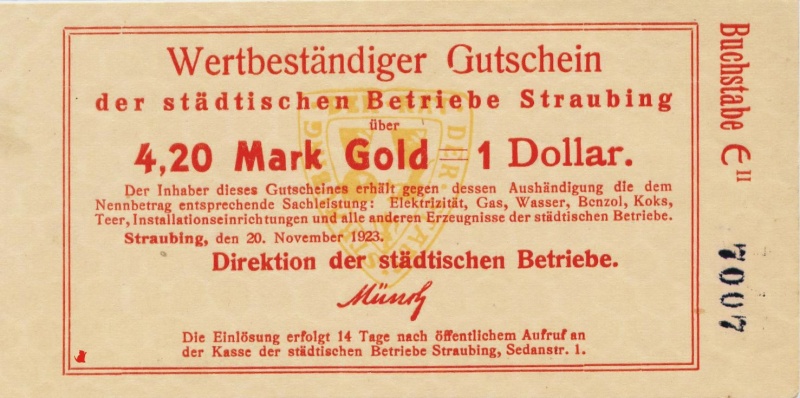 Wertbeständiger Gutschein
der städtischen Betriebe Straubing
über
4,20 Mark Gold = 1 Dollar.
Der Inhaber dieses Gutscheines erhält gegen dessen Aushändigung die dem
Nennbetrag entsprechende Sachleistung: Elektrizität, Gas, Wasser, Benzol, Koks,
Teer, Installationseinrichtungen und alle anderen Erzeugnisse der städtischen Betriebe.
Straubing, den 20. November 1923.
Direktion der städtischen Betriebe.
Münch
Die Einlösung erfolgt 14 Tage nach öffentlichem Aufruf an
der Kasse der städtischen Betriebe Straubing, Sedanstr. 1.
Buchstabe E II
7007